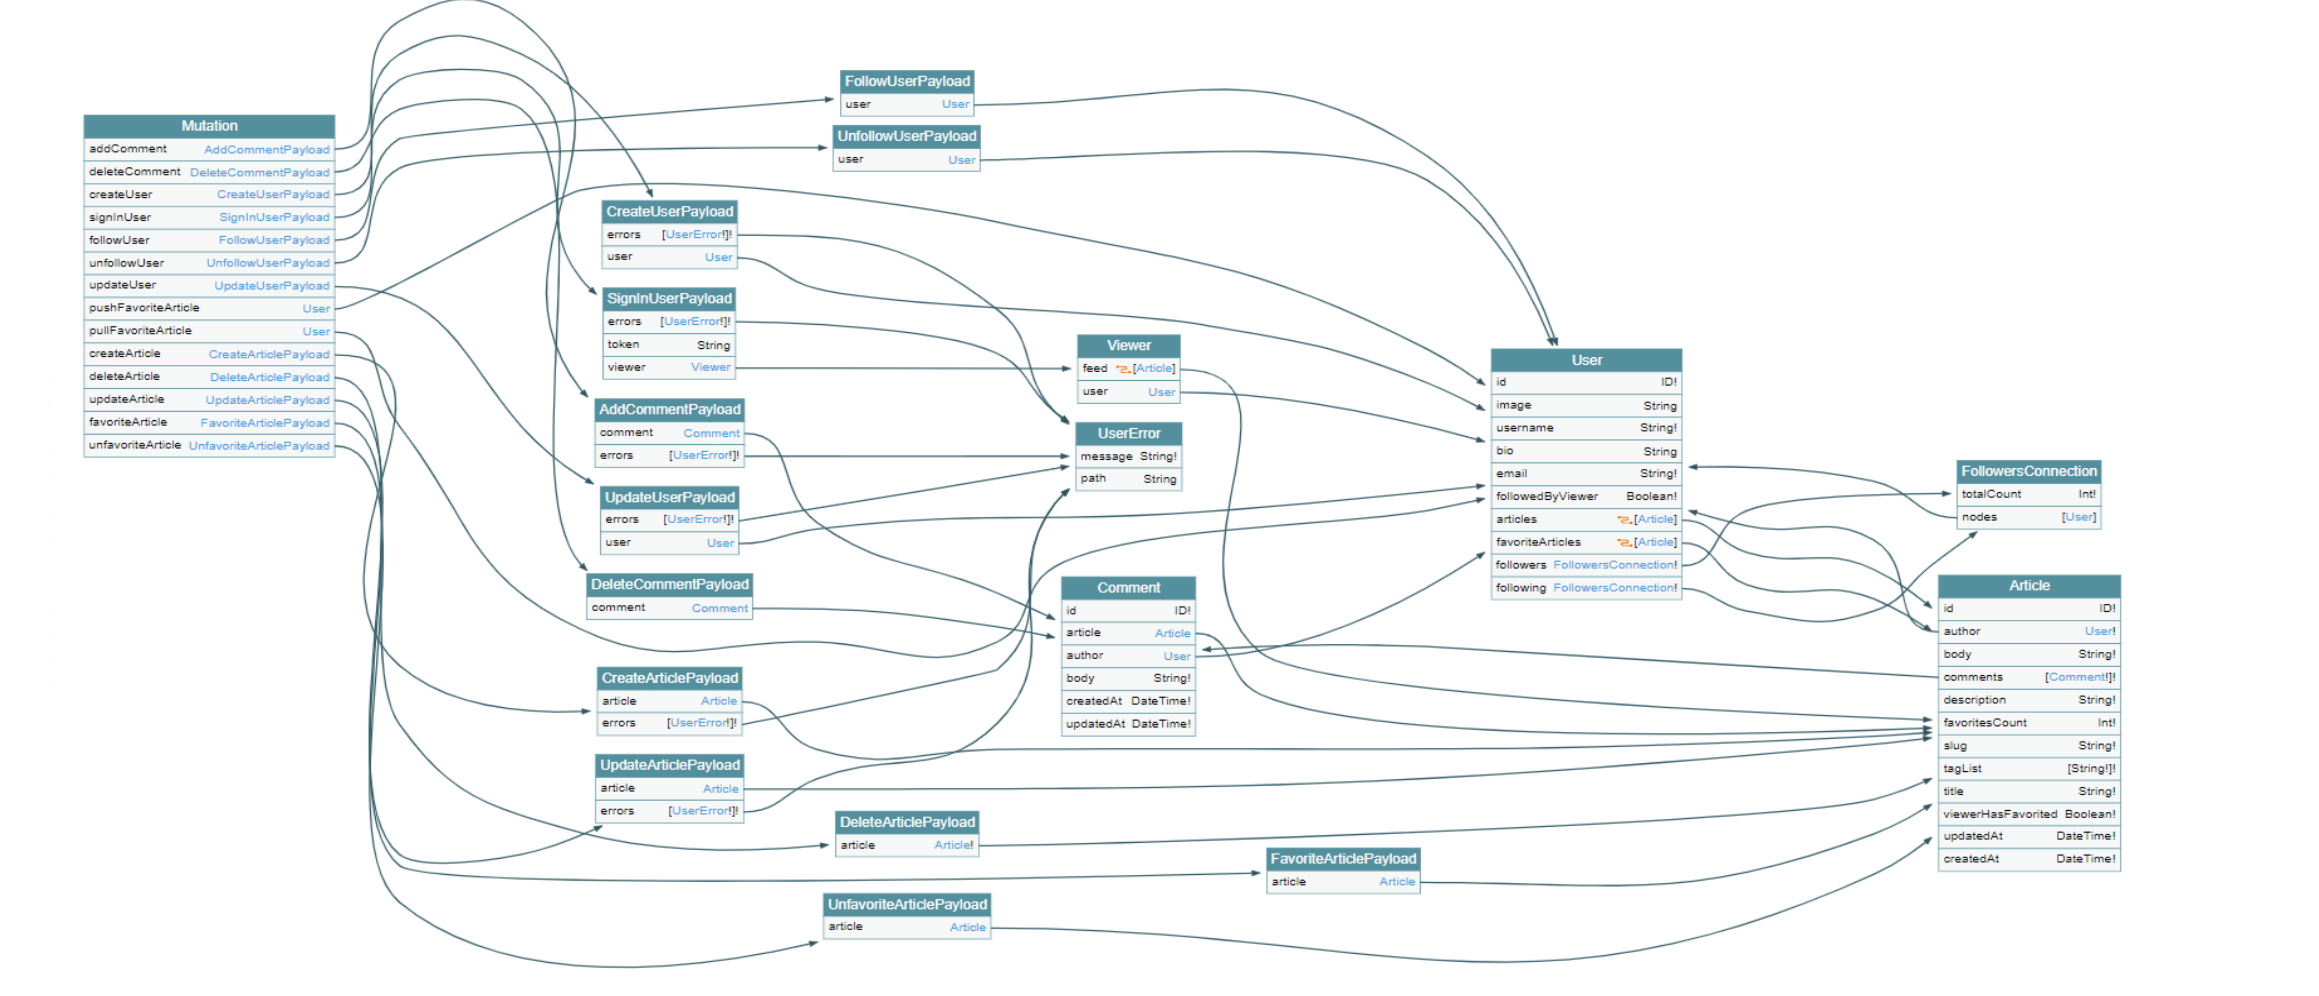 Mutation
addComment AddCommentPayload
deleteComment DeleteCommentPayload
createUser CreateUserPayload
signInUser SignInUserPayload
followUser FollowUserPayload
unfollowUser UnfollowUserPayload
updateUser UpdateUserPayload
pushFavoriteArticle User
pullFavoriteArticle User
createArticle CreateArticlePayload
deleteArticle DeleteArticlePayload
updateArticle UpdateArticlePayload
favoriteArticle FavoriteArticlePayload
unfavoriteArticle UnfavoriteArticlePayload
FollowUserPayload
user User
UnfollowUserPayload
user User
CreateUserPayload
errors [UserError!]!
user User
SignInUserPayload
errors [UserError!]!
token String
viewer Viewer
AddCommentPayload
comment Comment
errors [UserError!]!
UpdateUserPayload
errors [UserError!]!
user User
DeleteCommentPayload
comment Comment
CreateArticlePayload
article Article
errors [UserError!]!
UpdateArticlePayload
article Article
errors [UserError!]!
DeleteArticlePayload
article Article!
UnfavoriteArticlePayload
article Article
Viewer
feed [Article]
user User
UserError
message String!
path String
Comment
id ID!
article Article
author User
body String!
createdAt DateTime!
updatedAt DateTime!
FavoriteArticlePayload
article Article
User
id ID!
image String
username String!
bio String
email String!
followedByViewer Boolean!
articles [Article]
favoriteArticles [Article]
followers FollowersConnection!
following FollowersConnection!
FollowersConnection
totalCount Int!
nodes [User]
Article
id ID!
author User!
body String!
comments [Comment!]!
description String!
favoritesCount Int!
slug String!
tagList [String!]!
title String!
viewerHasFavorited Boolean!
updatedAt DateTime!
createdAt DateTime!